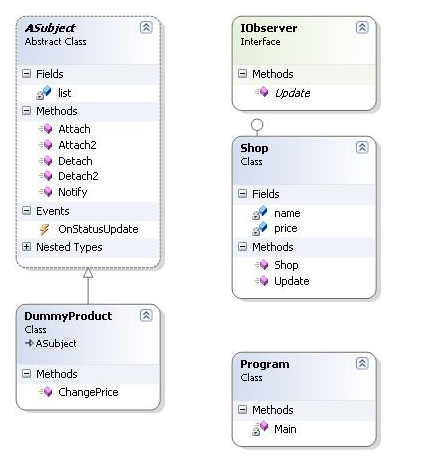 ASubject
Abstract Class
Fields
list
Methods
Attach
Attach2
Detach
Detach2
Notify
Events
OnStatusUpdate
Nested Types
DummyProduct
Class
ASubject
Methods
ChangePrice
IObserver
Interface
Methods
Update
Shop
Class
Fields
name
price
Methods
Shop
Update
Program
Class
Methods
Main